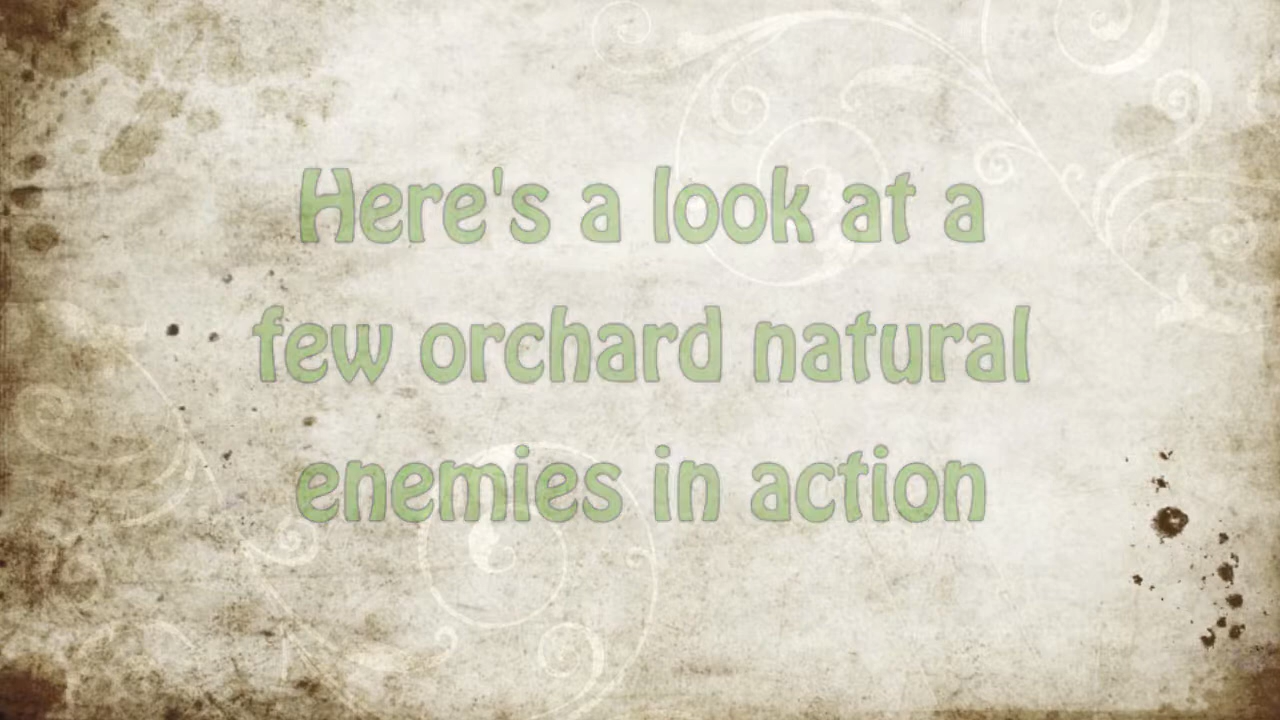 Here's a look at a
few orchard natural
enemies in action